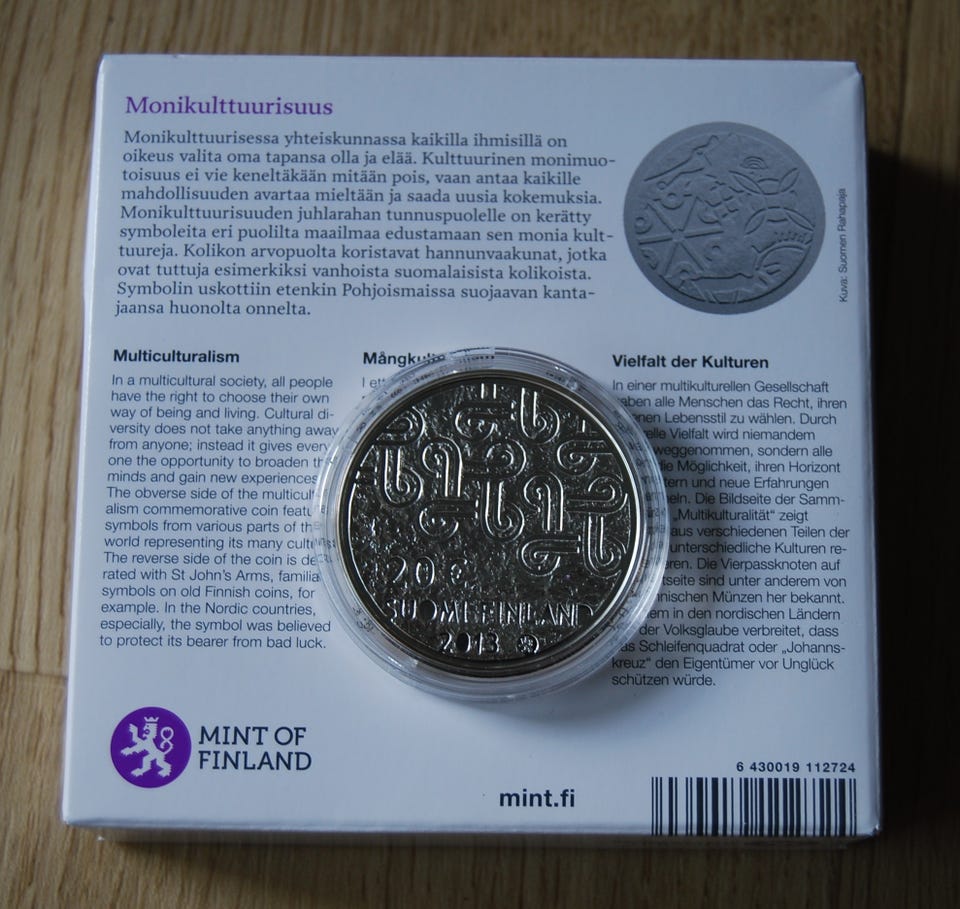 Monikulttuurisuus
Monikulttuurisessa yhteiskunnassa kaikilla ihmisillä on
oikeus valita oma tapansa olla ja elää. Kulttuurinen monimuo-
toisuus ei vie keneltäkään mitään pois, vaan antaa kaikille
mahdollisuuden avartaa mieltään ja saada uusia kokemuksia.
Monikulttuurisuuden juhlarahan tunnuspuolelle on kerätty
symboleita eri puolilta maailmaa edustamaan sen monia kult-
tuureja. Kolikon arvopuolta koristavat hannunvaakunat, jotka
ovat tuttuja esimerkiksi vanhoista suomalaisista kolikoista.
Symbolin uskottiin etenkin Pohjoismaissa suojaavan kanta-
jaansa huonolta onnelta.
Kuva: Suomen Rahapaja
Multiculturalism
In a multicultural society, all people
have the right to choose their own
way of being and living. Cultural di-
versity does not take anything away
from anyone; instead it gives every
one the opportunity to broaden
minds and gain new experiences
The obverse side of the
alism commemorative coin
symbols from various parts of
world representing its many
The reverse side of the coin is
rated with St John's Arms,
symbols on old Finnish coins, for
example. In the Nordic countries,
especially, the symbol was believed
to protect its bearer from bad luck.
I ett
Vielfalt der Kulturen
In einer multikulturellen Gesellschaft
haben alle Menschen das Recht, ihren
Lebensstil zu wählen. Durch
Vielfalt wird niemandem
weggenommen, sondern alle
die Möglichkeit, ihren Horizont
und neue Erfahrungen
Die Bildseite der Samm-
„Multikulturalität" zeigt
aus verschiedenen Teilen der
unterschiedliche Kulturen re-
Die Vierpassknoten auf
sind unter anderem von
Münzen her bekannt.
in den nordischen Ländern
der Volksglaube verbreitet, dass
das Schleifenquadrat oder „Johanns-
kreuz" den Eigentümer vor Unglück
schützen würde.
20 €
SUOMI FINLAND
2013
MINT OF
FINLAND
mint.fi
6 430019 112724